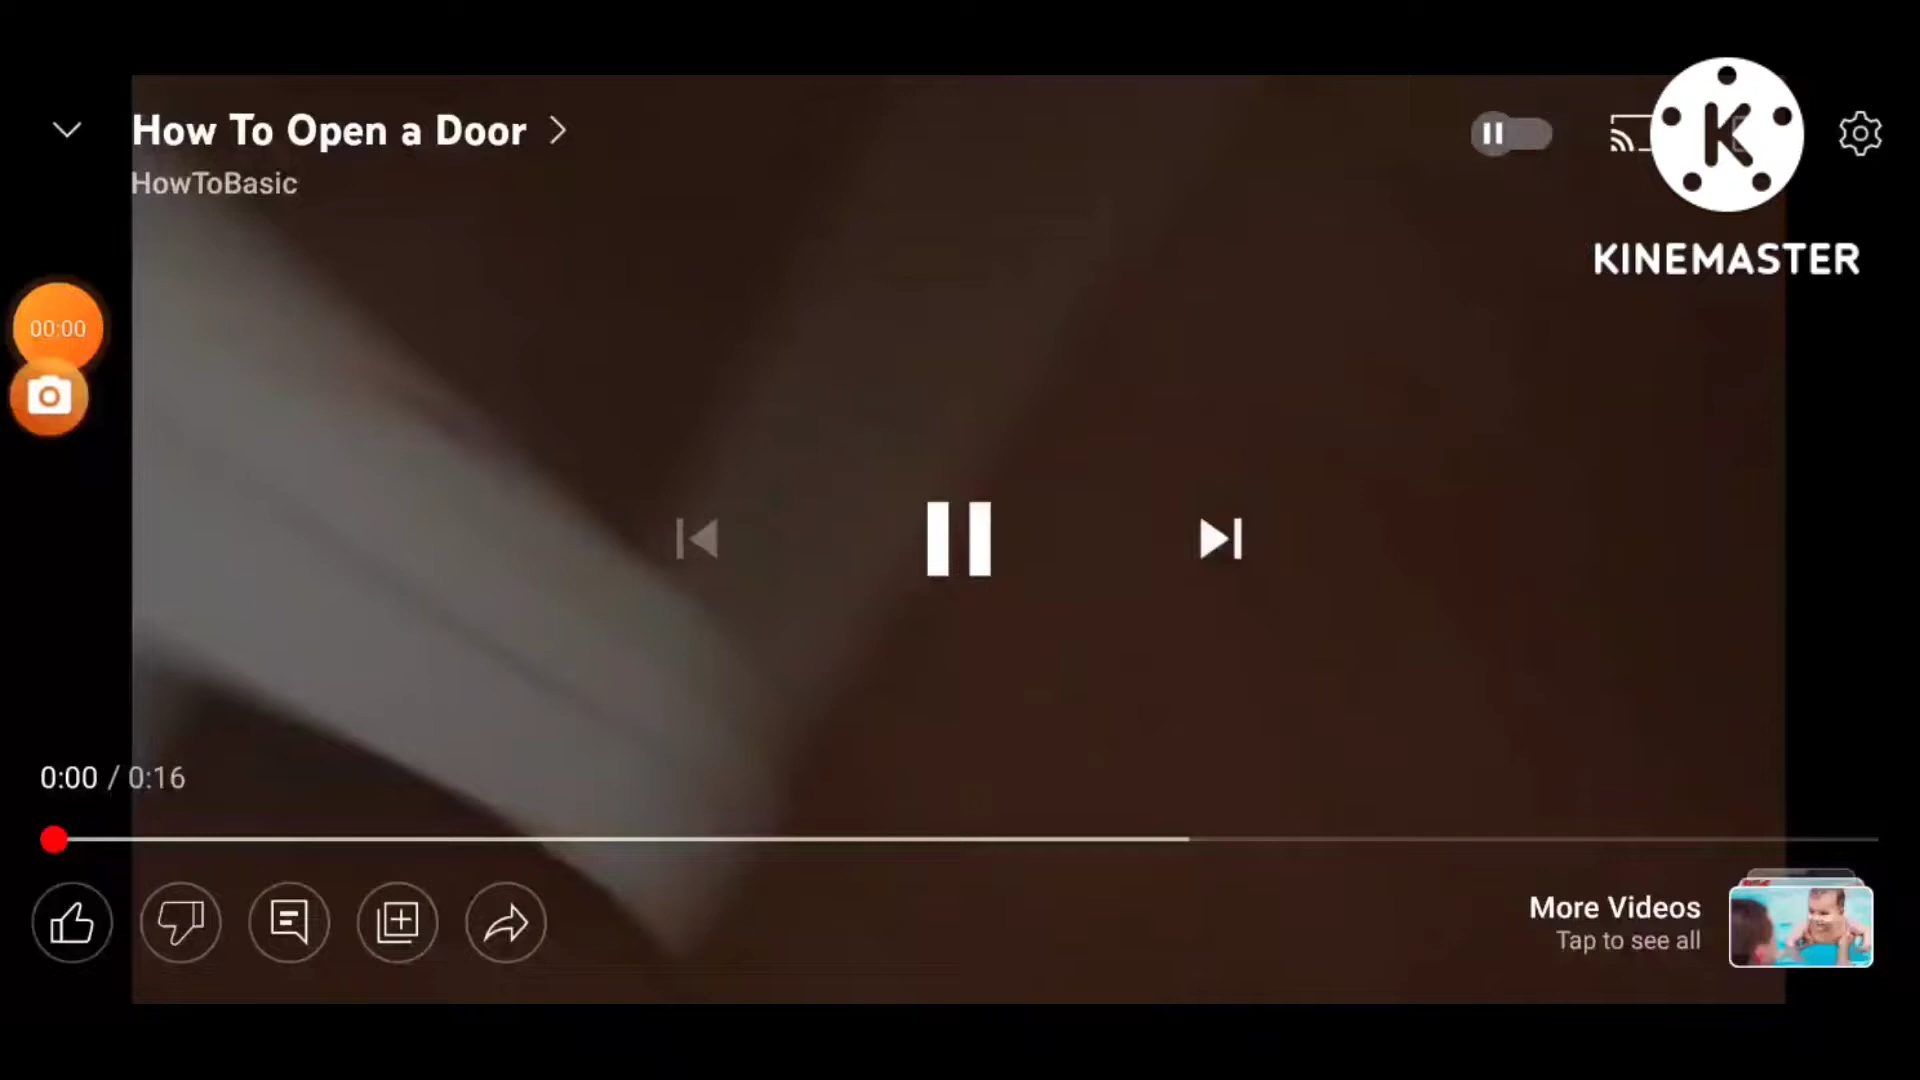 How To Open a Door
HowToBasic
K
KINEMASTER
00:00
0:00 / 0:16
More Videos
Tap to see all